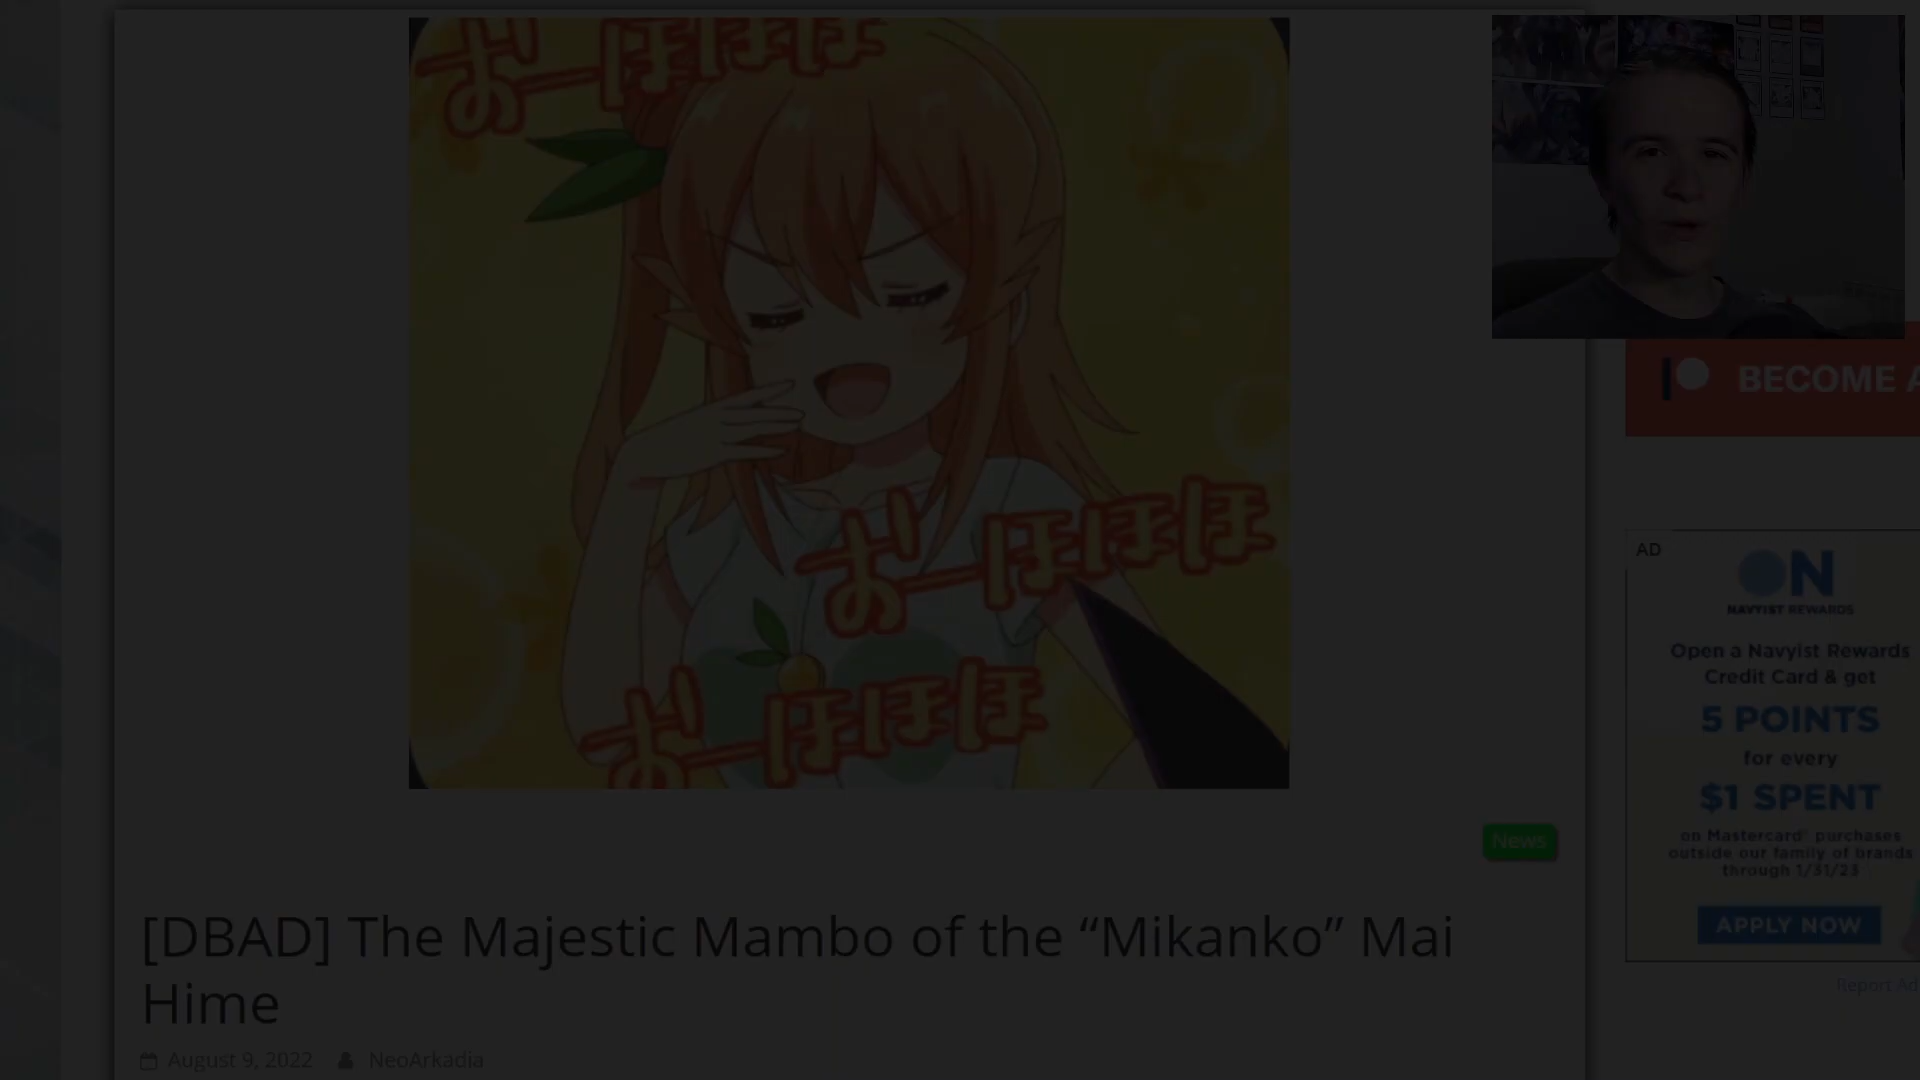 おーほほほ
おーほほほ
おーほほほ
BECOME A
AD
ON
NAVYIST REWARDS
Open a Navyist Rewards
Credit Card & get
5 POINTS
for every
$1 SPENT
on Mastercard® purchases
outside our family of brands
through 1/31/23
APPLY NOW
Report Ad
News
[DBAD] The Majestic Mambo of the “Mikanko” Mai
Hime
August 9, 2022 NeoArkadia